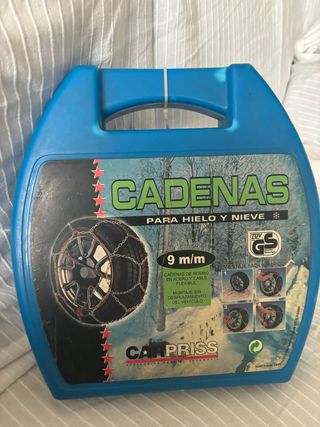 CADENAS
PARA HIELO Y NIEVE
9 m/m
TÜV
GS
CADENAS DE ROMBO
EN ACERO Y CABLE
FLEXIBLE
MONTAJE SIN
DESPLAZAMIENTO
DEL VEHÍCULO
CARPRISS